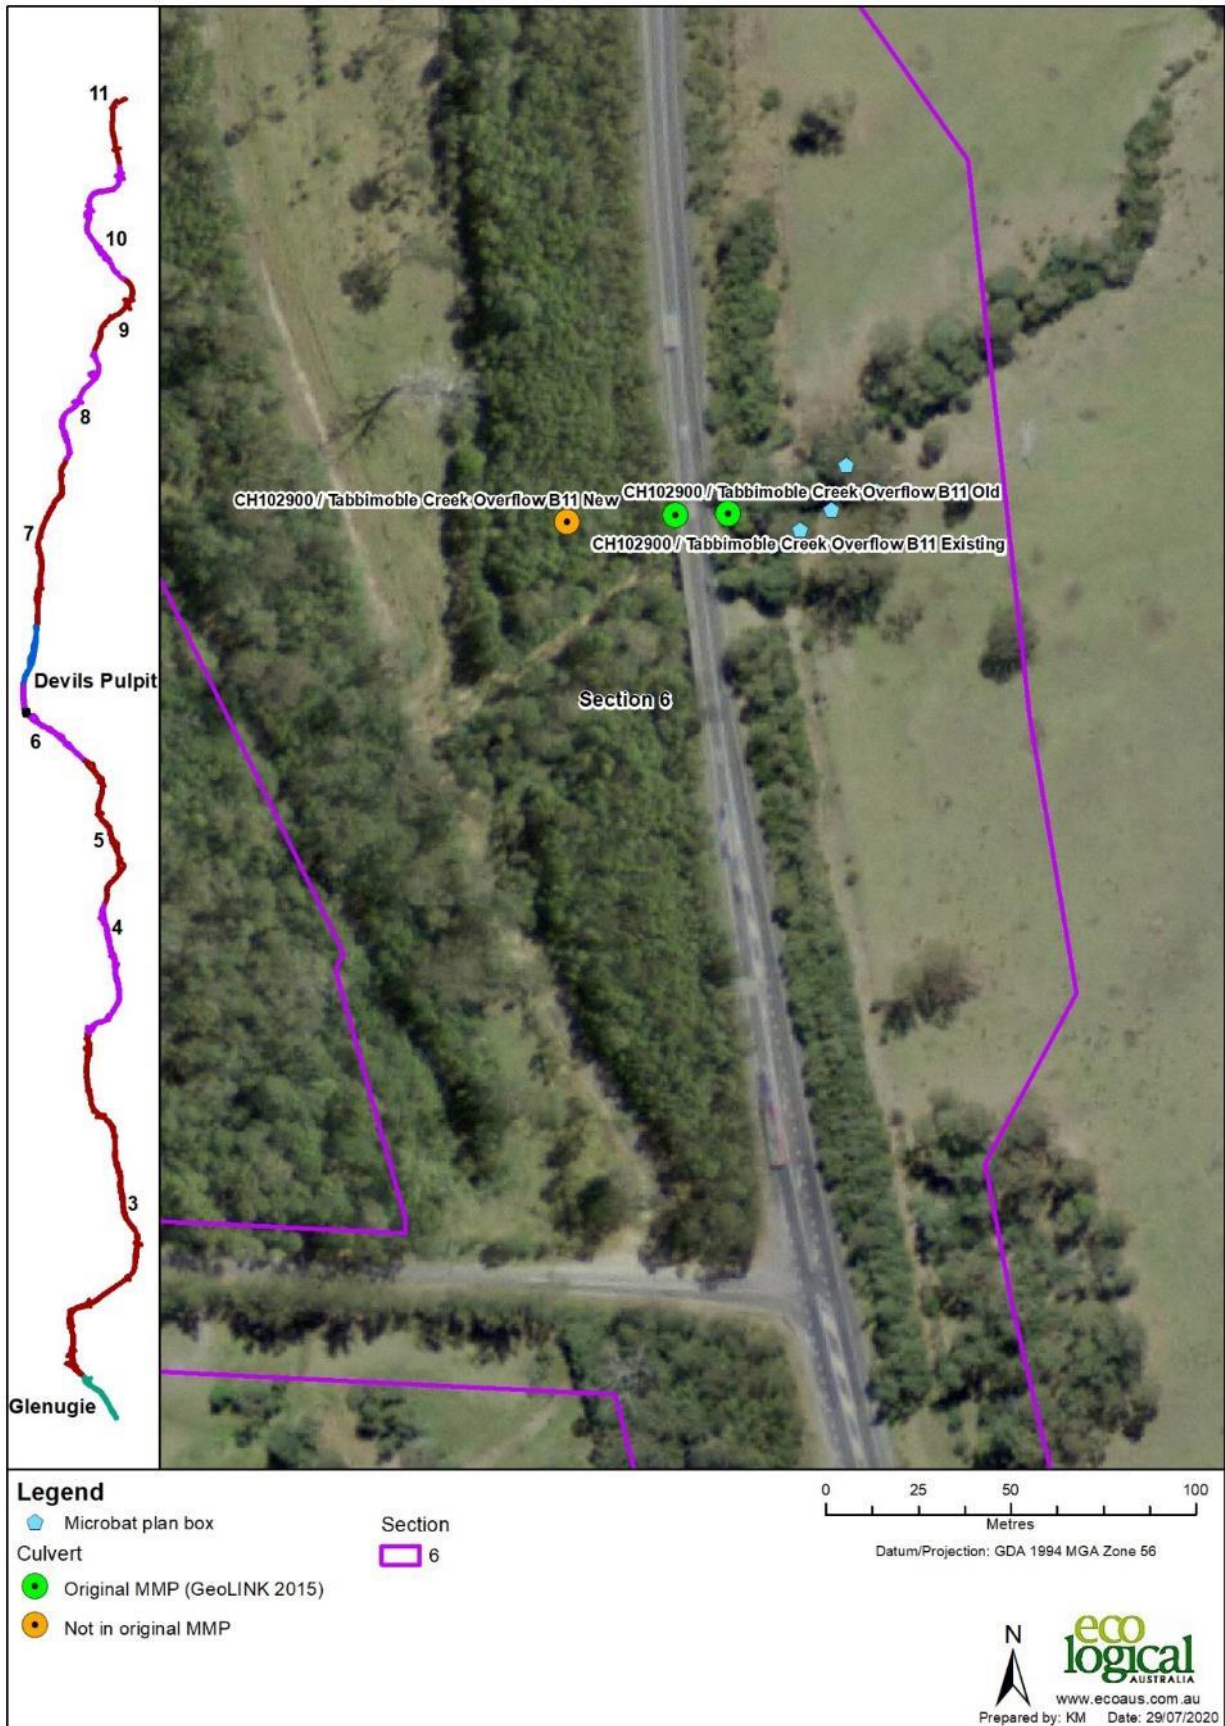 11
10
9
8
7
Devils Pulpit
6
5
4
3
Glenugie
CH102900 / Tabbimoble Creek Overflow B11 New
CH102900 / Tabbimoble Creek Overflow B11 Old
CH102900 / Tabbimoble Creek Overflow B11 Existing
Section 6
Legend
Microbat plan box
Culvert
Original MMP (GeoLINK 2015)
Not in original MMP
Section
6
0 25 50 100
Metres
Datum/Projection: GDA 1994 MGA Zone 56
N
eco
logical
AUSTRALIA
www.ecoaus.com.au
Prepared by: KM Date: 29/07/2020